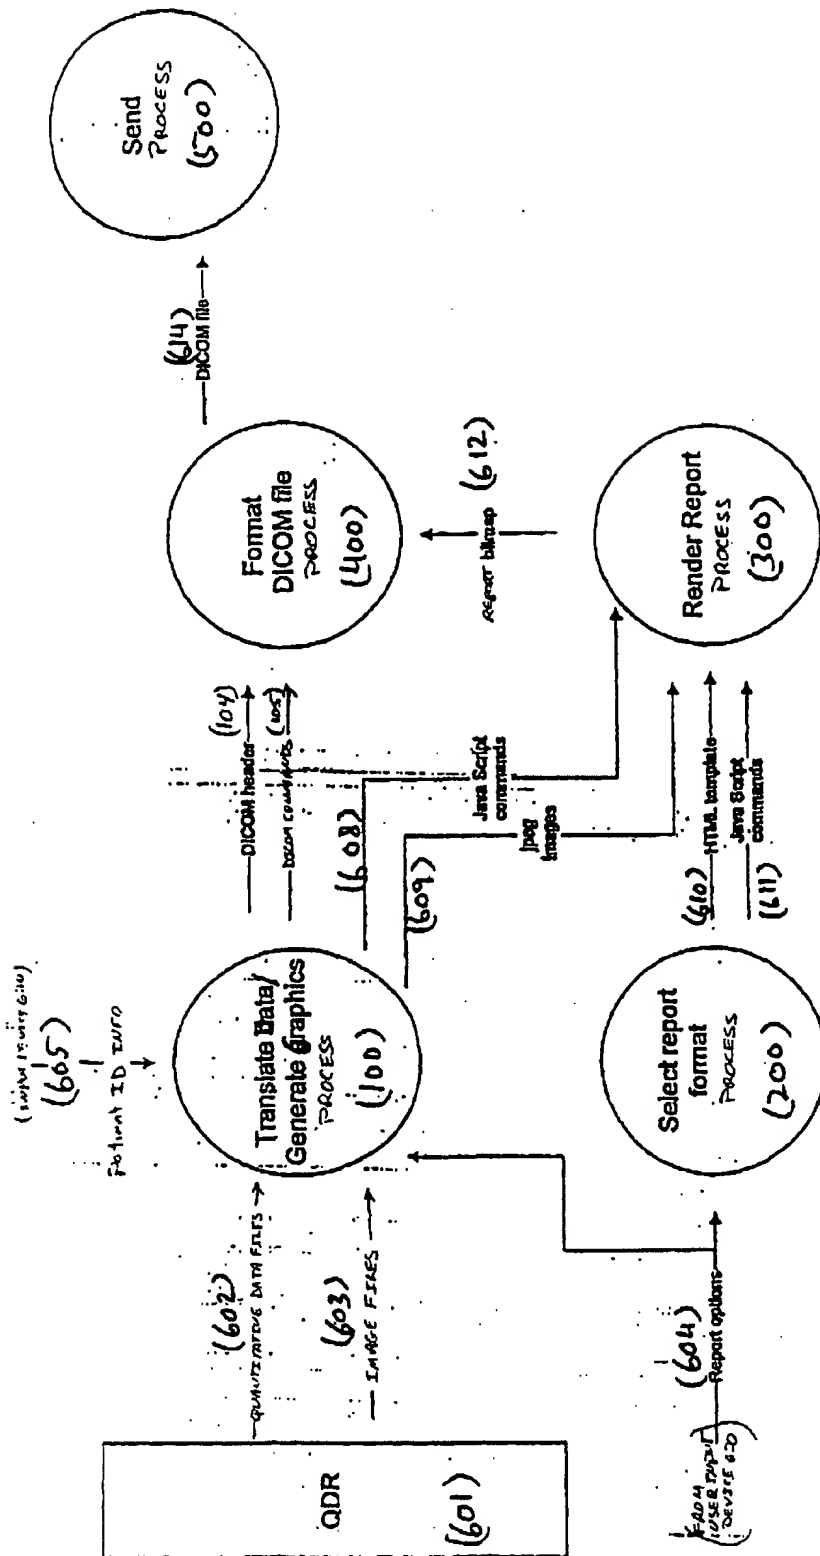 QDR
(601)
(602)
QUANTITATIVE DATA FILES
(603)
IMAGE FILES
FROM
USER INPUT
DEVICE 620
(604)
Report options
(605)
Patient ID INFO
Translate Data/
Generate Graphics
PROCESS
(100)
Select report
format
PROCESS
(200)
(104)
DICOM header
(105)
DICOM COMMANDS
(608)
Java Script
commands
(609)
jpeg
images
(610)
HTML template
Java Script
commands
(611)
Format
DICOM file
PROCESS
(400)
REPORT bitmap
(612)
Render Report
PROCESS
(300)
(614)
DICOM file
Send
PROCESS
(500)